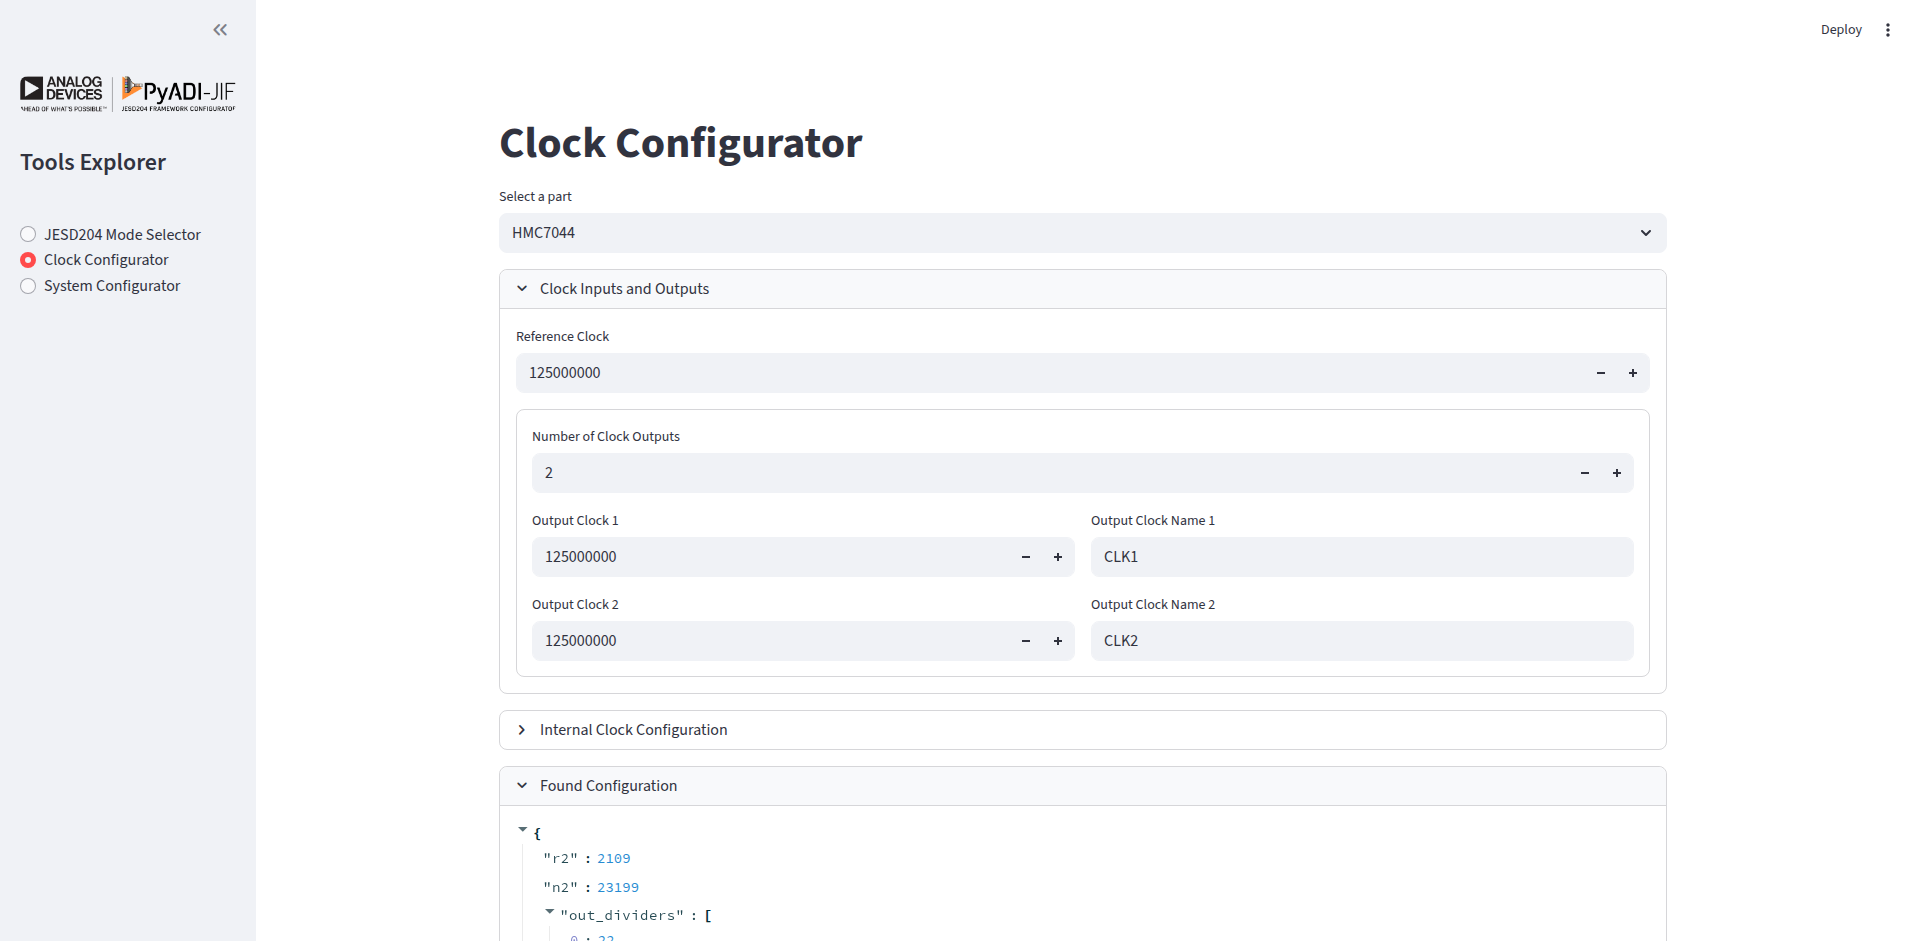 Deploy
ANALOG
DEVICES
AHEAD OF WHAT'S POSSIBLE™
PyADI-JIF
JESD204 FRAMEWORK CONFIGURATOR
Tools Explorer
JESD204 Mode Selector
Clock Configurator
System Configurator
Clock Configurator
Select a part
HMC7044
Clock Inputs and Outputs
Reference Clock
125000000
Number of Clock Outputs
2
Output Clock 1
Output Clock Name 1
125000000
CLK1
Output Clock 2
Output Clock Name 2
125000000
CLK2
Internal Clock Configuration
Found Configuration
{
"r2" : 2109
"n2" : 23199
"out_dividers" : [
0 : 22